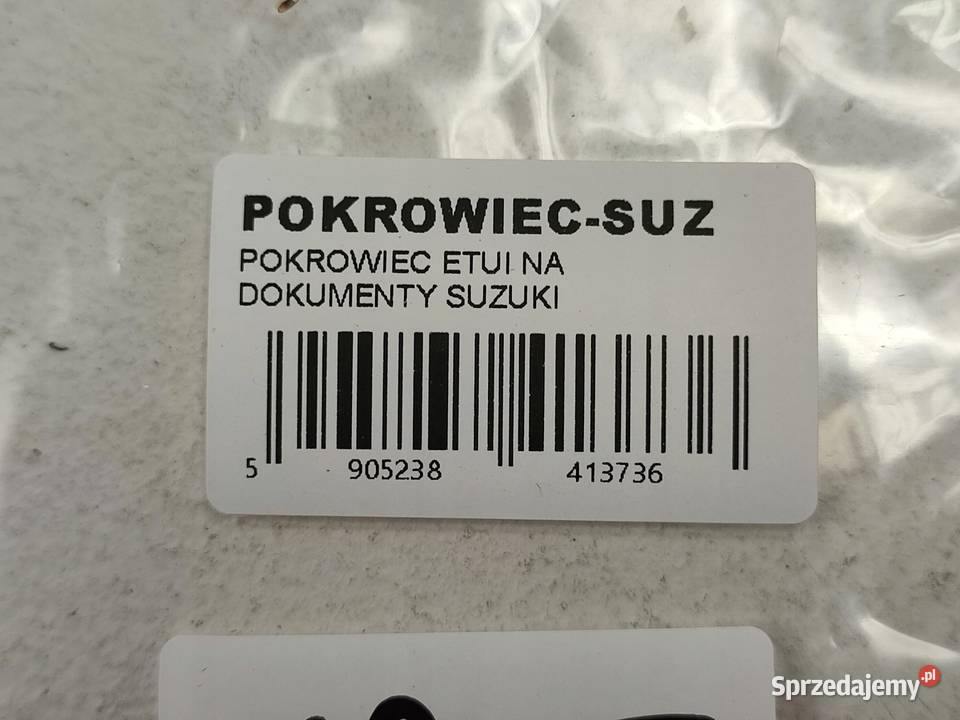 POKROWIEC-SUZ
POKROWIEC ETUI NA
DOKUMENTY SUZUKI
5 905238 413736
Sprzedajemy.pl